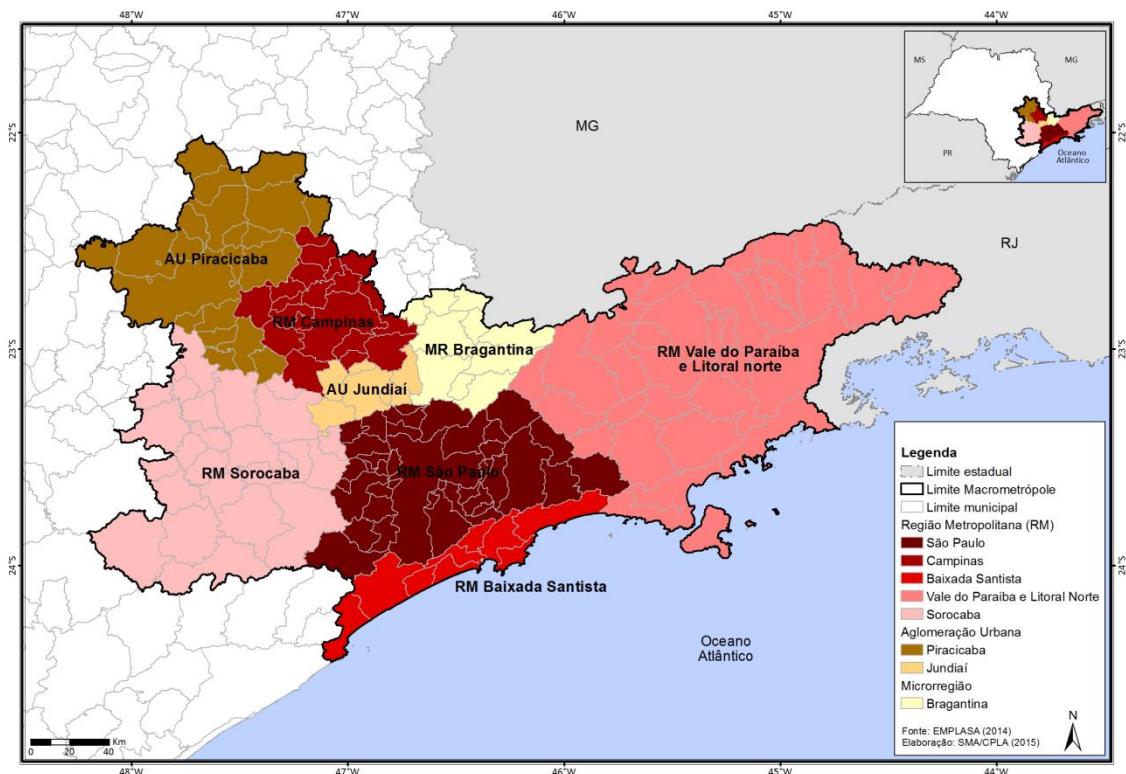 48°W
47°W
46°W
45°W
44°W
22°S
22°S
MS
MG
PR
Oceano
Atlântico
MG
RJ
AU Piracicaba
RM Campinas
MR Bragantina
AU Jundiaí
RM Vale do Paraíba
e Litoral norte
23°S
23°S
RM Sorocaba
RM São Paulo
RM Baixada Santista
24°S
24°S
Oceano
Atlântico
Legenda
Limite estadual
Limite Macrometrópole
Limite municipal
Região Metropolitana (RM)
São Paulo
Campinas
Baixada Santista
Vale do Paraiba e Litoral Norte
Sorocaba
Aglomeração Urbana
Piracicaba
Jundiaí
Microrregião
Bragantina
Fonte: EMPLASA (2014)
Elaboração: SMA/CPLA (2015)
N
Km
0 20 40
48°W
47°W
46°W
45°W
44°W